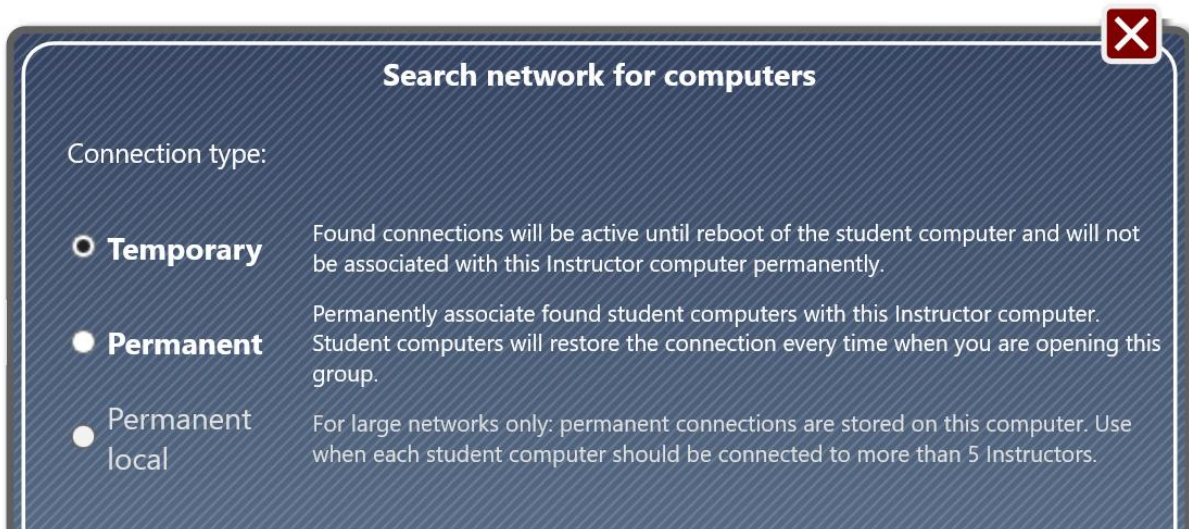 Search network for computers
Connection type:
Temporary
Found connections will be active until reboot of the student computer and will not
be associated with this Instructor computer permanently.
Permanent
Permanently associate found student computers with this Instructor computer.
Student computers will restore the connection every time when you are opening this
group.
Permanent
local
For large networks only: permanent connections are stored on this computer. Use
when each student computer should be connected to more than 5 Instructors.